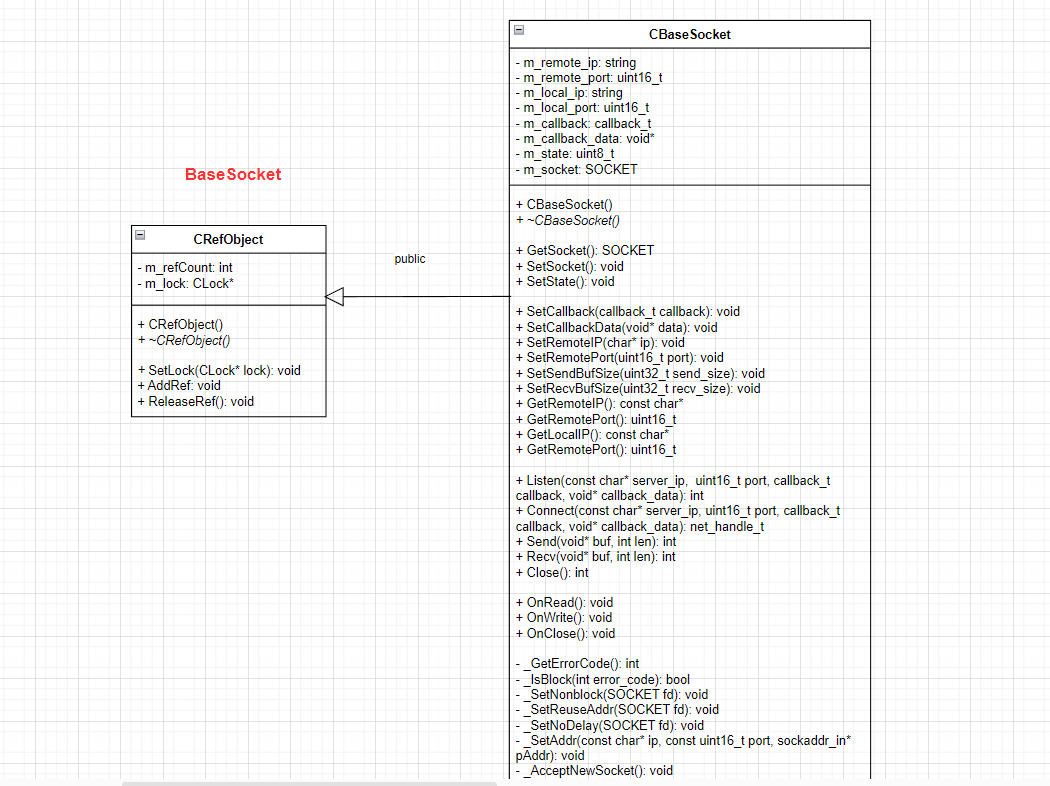 BaseSocket
CRefObject
- m_refCount: int
- m_lock: CLock*
+ CRefObject()
+ ~CRefObject()
+ SetLock(CLock* lock): void
+ AddRef: void
+ ReleaseRef(): void
public
CBaseSocket
- m_remote_ip: string
- m_remote_port: uint16_t
- m_local_ip: string
- m_local_port: uint16_t
- m_callback: callback_t
- m_callback_data: void*
- m_state: uint8_t
- m_socket: SOCKET
+ CBaseSocket()
+ ~CBaseSocket()
+ GetSocket(): SOCKET
+ SetSocket(): void
+ SetState(): void
+ SetCallback(callback_t callback): void
+ SetCallbackData(void* data): void
+ SetRemoteIP(char* ip): void
+ SetRemotePort(uint16_t port): void
+ SetSendBufSize(uint32_t send_size): void
+ SetRecvBufSize(uint32_t recv_size): void
+ GetRemoteIP(): const char*
+ GetRemotePort(): uint16_t
+ GetLocalIP(): const char*
+ GetRemotePort(): uint16_t
+ Listen(const char* server_ip,  uint16_t port, callback_t
callback, void* callback_data): int
+ Connect(const char* server_ip, uint16_t port, callback_t
callback, void* callback_data): net_handle_t
+ Send(void* buf, int len): int
+ Recv(void* buf, int len): int
+ Close(): int
+ OnRead(): void
+ OnWrite(): void
+ OnClose(): void
- _GetErrorCode(): int
- _IsBlock(int error_code): bool
- _SetNonblock(SOCKET fd): void
- _SetReuseAddr(SOCKET fd): void
- _SetNoDelay(SOCKET fd): void
- _SetAddr(const char* ip, const uint16_t port, sockaddr_in*
pAddr): void
- _AcceptNewSocket(): void